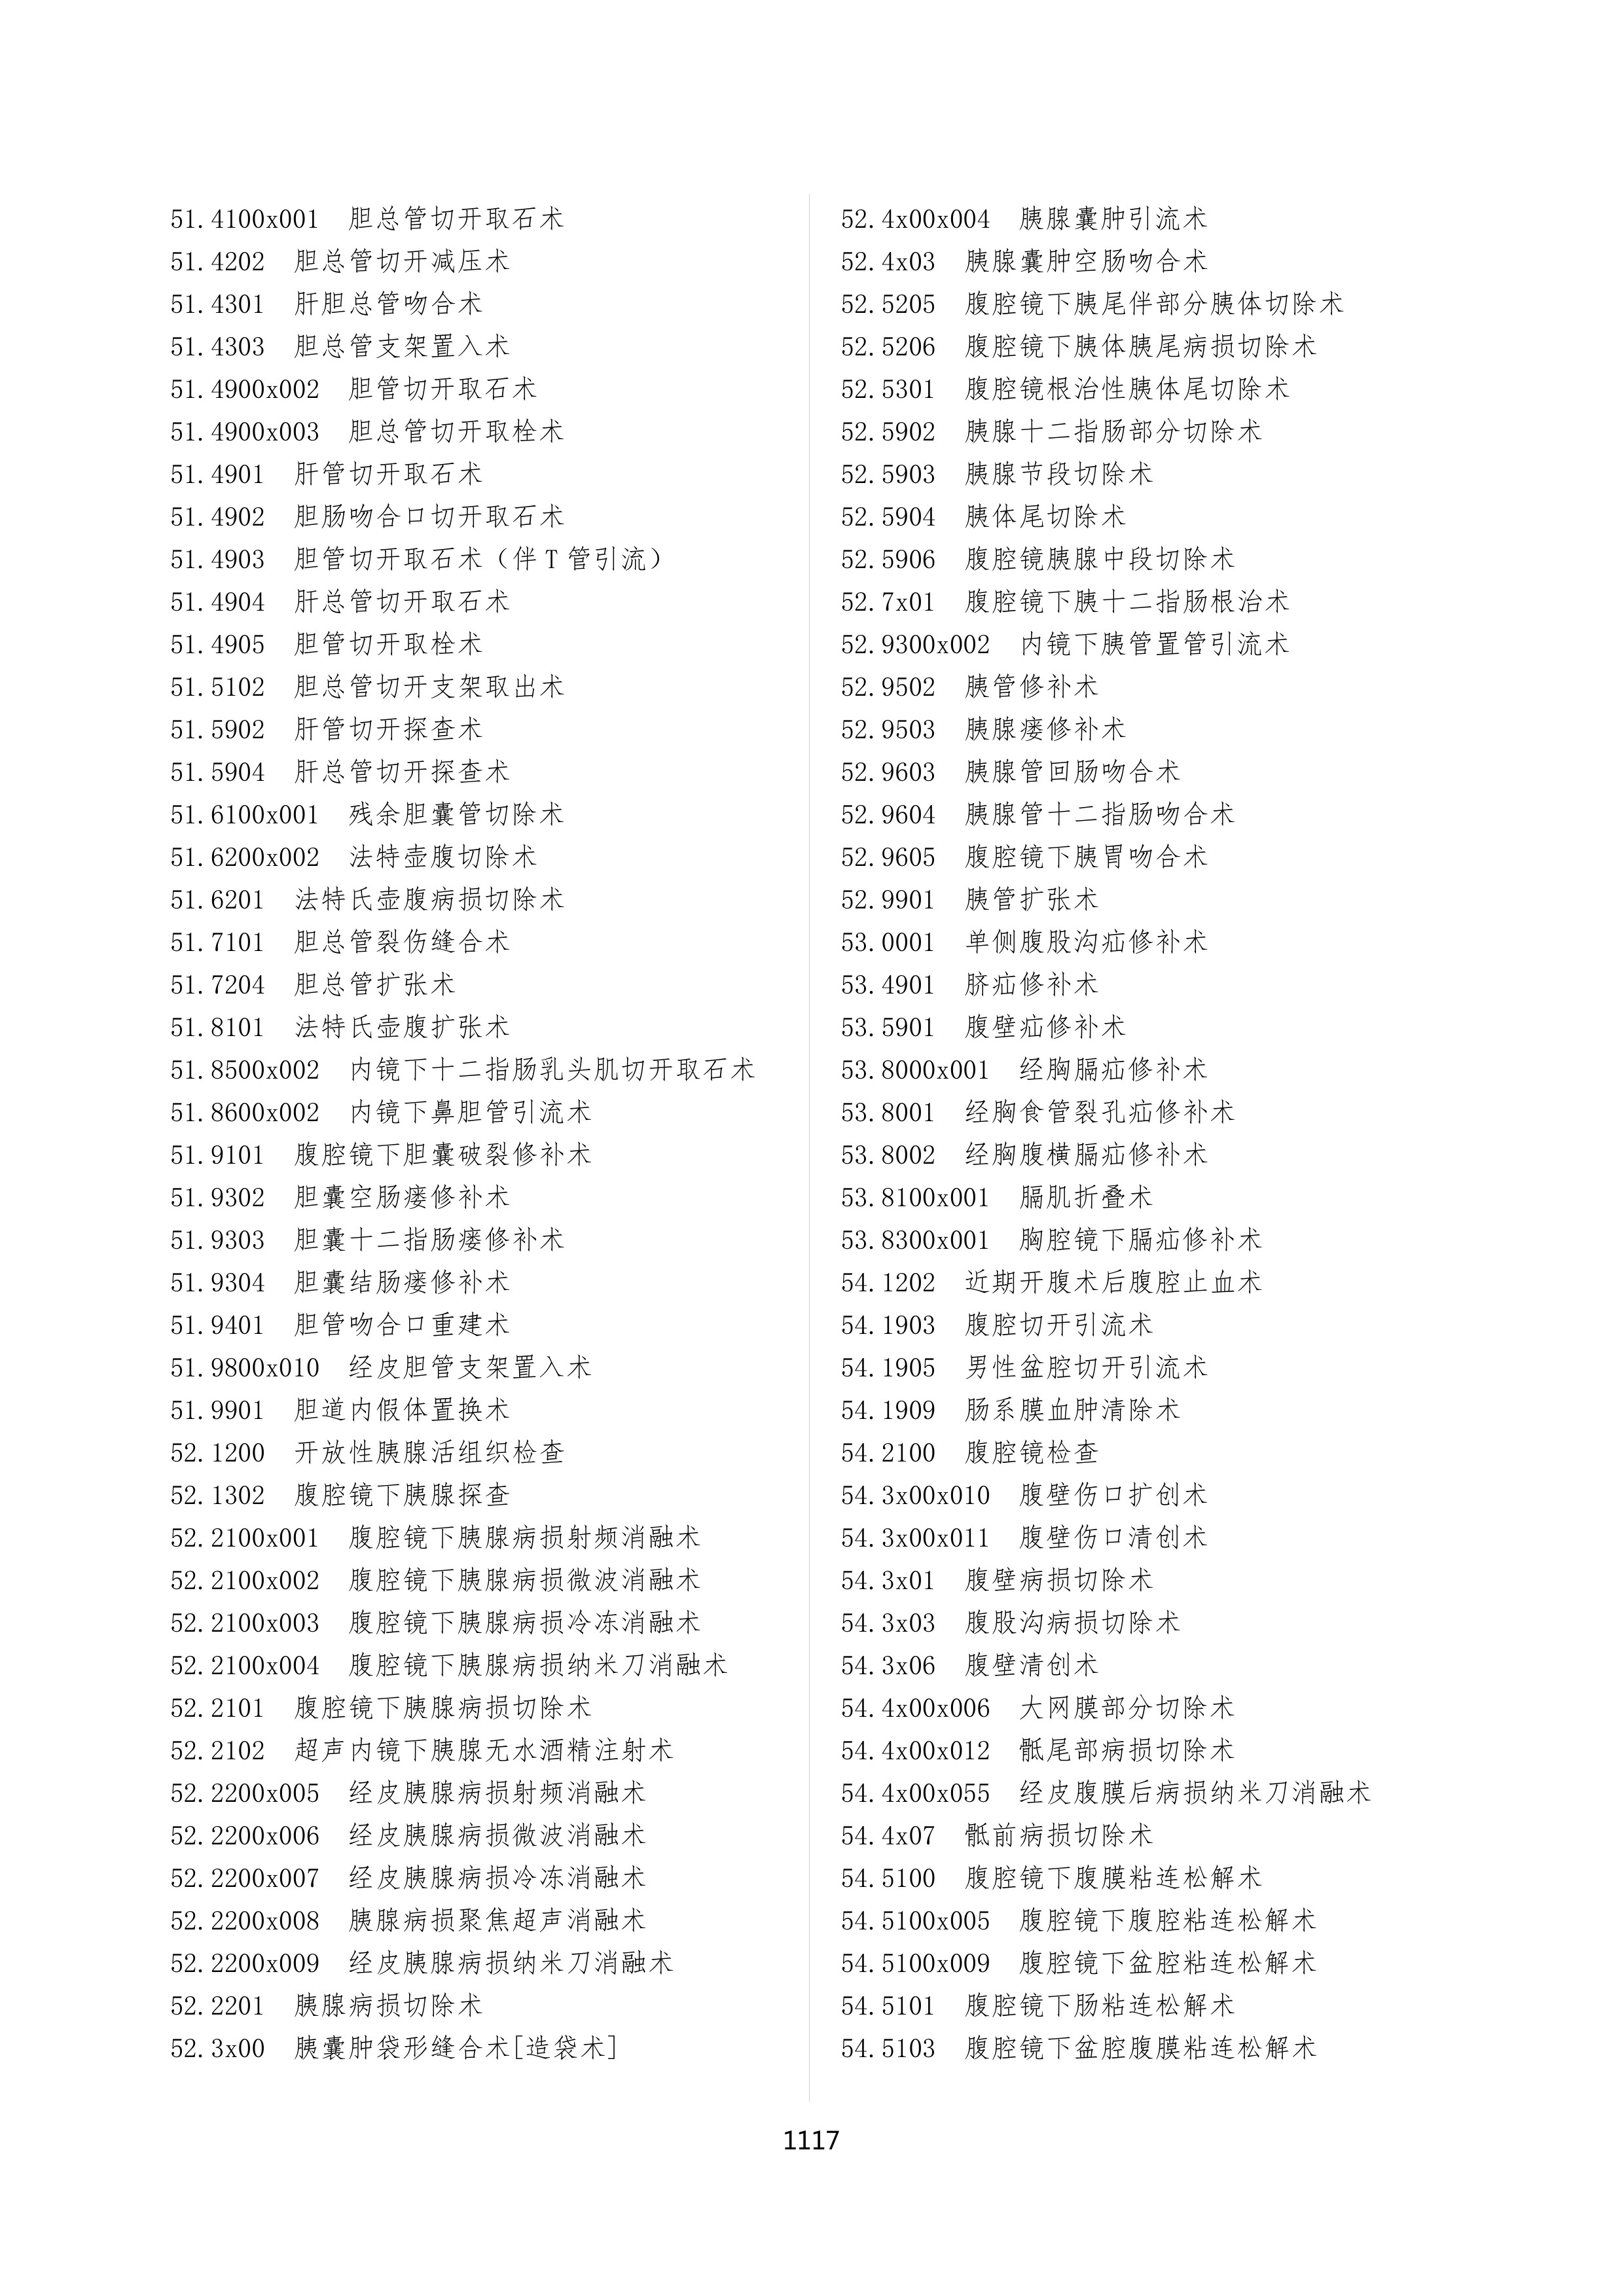 51.4100x001 胆总管切开取石术
51.4202 胆总管切开减压术
51.4301 肝胆总管吻合术
51.4303 胆总管支架置入术
51.4900x002 胆管切开取石术
51.4900x003 胆总管切开取栓术
51.4901 肝管切开取石术
51.4902 胆肠吻合口切开取石术
51.4903 胆管切开取石术（伴T管引流）
51.4904 肝总管切开取石术
51.4905 胆管切开取栓术
51.5102 胆总管切开支架取出术
51.5902 肝管切开探查术
51.5904 肝总管切开探查术
51.6100x001 残余胆囊管切除术
51.6200x002 法特壶腹切除术
51.6201 法特氏壶腹病损切除术
51.7101 胆总管裂伤缝合术
51.7204 胆总管扩张术
51.8101 法特氏壶腹扩张术
51.8500x002 内镜下十二指肠乳头肌切开取石术
51.8600x002 内镜下鼻胆管引流术
51.9101 腹腔镜下胆囊破裂修补术
51.9302 胆囊空肠瘘修补术
51.9303 胆囊十二指肠瘘修补术
51.9304 胆囊结肠瘘修补术
51.9401 胆管吻合口重建术
51.9800x010 经皮胆管支架置入术
51.9901 胆道内假体置换术
52.1200 开放性胰腺活组织检查
52.1302 腹腔镜下胰腺探查
52.2100x001 腹腔镜下胰腺病损射频消融术
52.2100x002 腹腔镜下胰腺病损微波消融术
52.2100x003 腹腔镜下胰腺病损冷冻消融术
52.2100x004 腹腔镜下胰腺病损纳米刀消融术
52.2101 腹腔镜下胰腺病损切除术
52.2102 超声内镜下胰腺无水酒精注射术
52.2200x005 经皮胰腺病损射频消融术
52.2200x006 经皮胰腺病损微波消融术
52.2200x007 经皮胰腺病损冷冻消融术
52.2200x008 胰腺病损聚焦超声消融术
52.2200x009 经皮胰腺病损纳米刀消融术
52.2201 胰腺病损切除术
52.3x00 胰囊肿袋形缝合术[造袋术]
52.4x00x004 胰腺囊肿引流术
52.4x03 胰腺囊肿空肠吻合术
52.5205 腹腔镜下胰尾伴部分胰体切除术
52.5206 腹腔镜下胰体胰尾病损切除术
52.5301 腹腔镜根治性胰体尾切除术
52.5902 胰腺十二指肠部分切除术
52.5903 胰腺节段切除术
52.5904 胰体尾切除术
52.5906 腹腔镜胰腺中段切除术
52.7x01 腹腔镜下胰十二指肠根治术
52.9300x002 内镜下胰管置管引流术
52.9502 胰管修补术
52.9503 胰腺瘘修补术
52.9603 胰腺管回肠吻合术
52.9604 胰腺管十二指肠吻合术
52.9605 腹腔镜下胰胃吻合术
52.9901 胰管扩张术
53.0001 单侧腹股沟疝修补术
53.4901 脐疝修补术
53.5901 腹壁疝修补术
53.8000x001 经胸膈疝修补术
53.8001 经胸食管裂孔疝修补术
53.8002 经胸腹横膈疝修补术
53.8100x001 膈肌折叠术
53.8300x001 胸腔镜下膈疝修补术
54.1202 近期开腹术后腹腔止血术
54.1903 腹腔切开引流术
54.1905 男性盆腔切开引流术
54.1909 肠系膜血肿清除术
54.2100 腹腔镜检查
54.3x00x010 腹壁伤口扩创术
54.3x00x011 腹壁伤口清创术
54.3x01 腹壁病损切除术
54.3x03 腹股沟病损切除术
54.3x06 腹壁清创术
54.4x00x006 大网膜部分切除术
54.4x00x012 骶尾部病损切除术
54.4x00x055 经皮腹膜后病损纳米刀消融术
54.4x07 骶前病损切除术
54.5100 腹腔镜下腹膜粘连松解术
54.5100x005 腹腔镜下腹腔粘连松解术
54.5100x009 腹腔镜下盆腔粘连松解术
54.5101 腹腔镜下肠粘连松解术
54.5103 腹腔镜下盆腔腹膜粘连松解术
1117